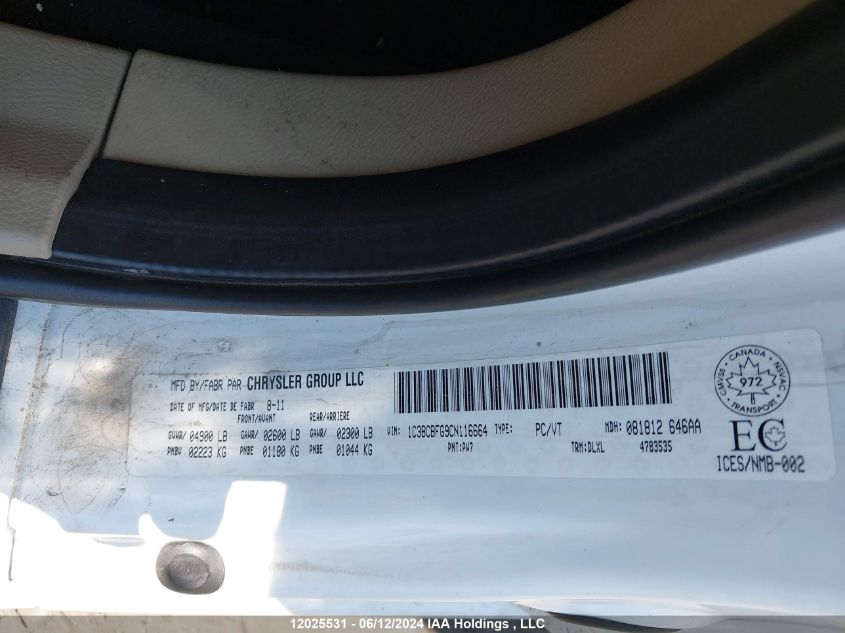 MFD BY/FABR PAR CHRYSLER GROUP LLC
DATE OF MFG/DATE DE FABR 8-11
FRONT/AVANT REAR/ARRIERE
GVWR/ 04900 LB GAWR/ 02600 LB GAWR/ 02300 LB
PNBV 02223 KG PNBE 01180 KG PNBE 01044 KG
VIN: 1C3BCBFG9CN116664 TYPE: PC/VT MDH: 081812 646AA
PNT:PW7 TRM:DLXL 4783535
CMVSS CANADA NSVAC
972
TRANSPORT
EC
ICES/NMB-002
12025531 - 06/12/2024 IAA Holdings , LLC